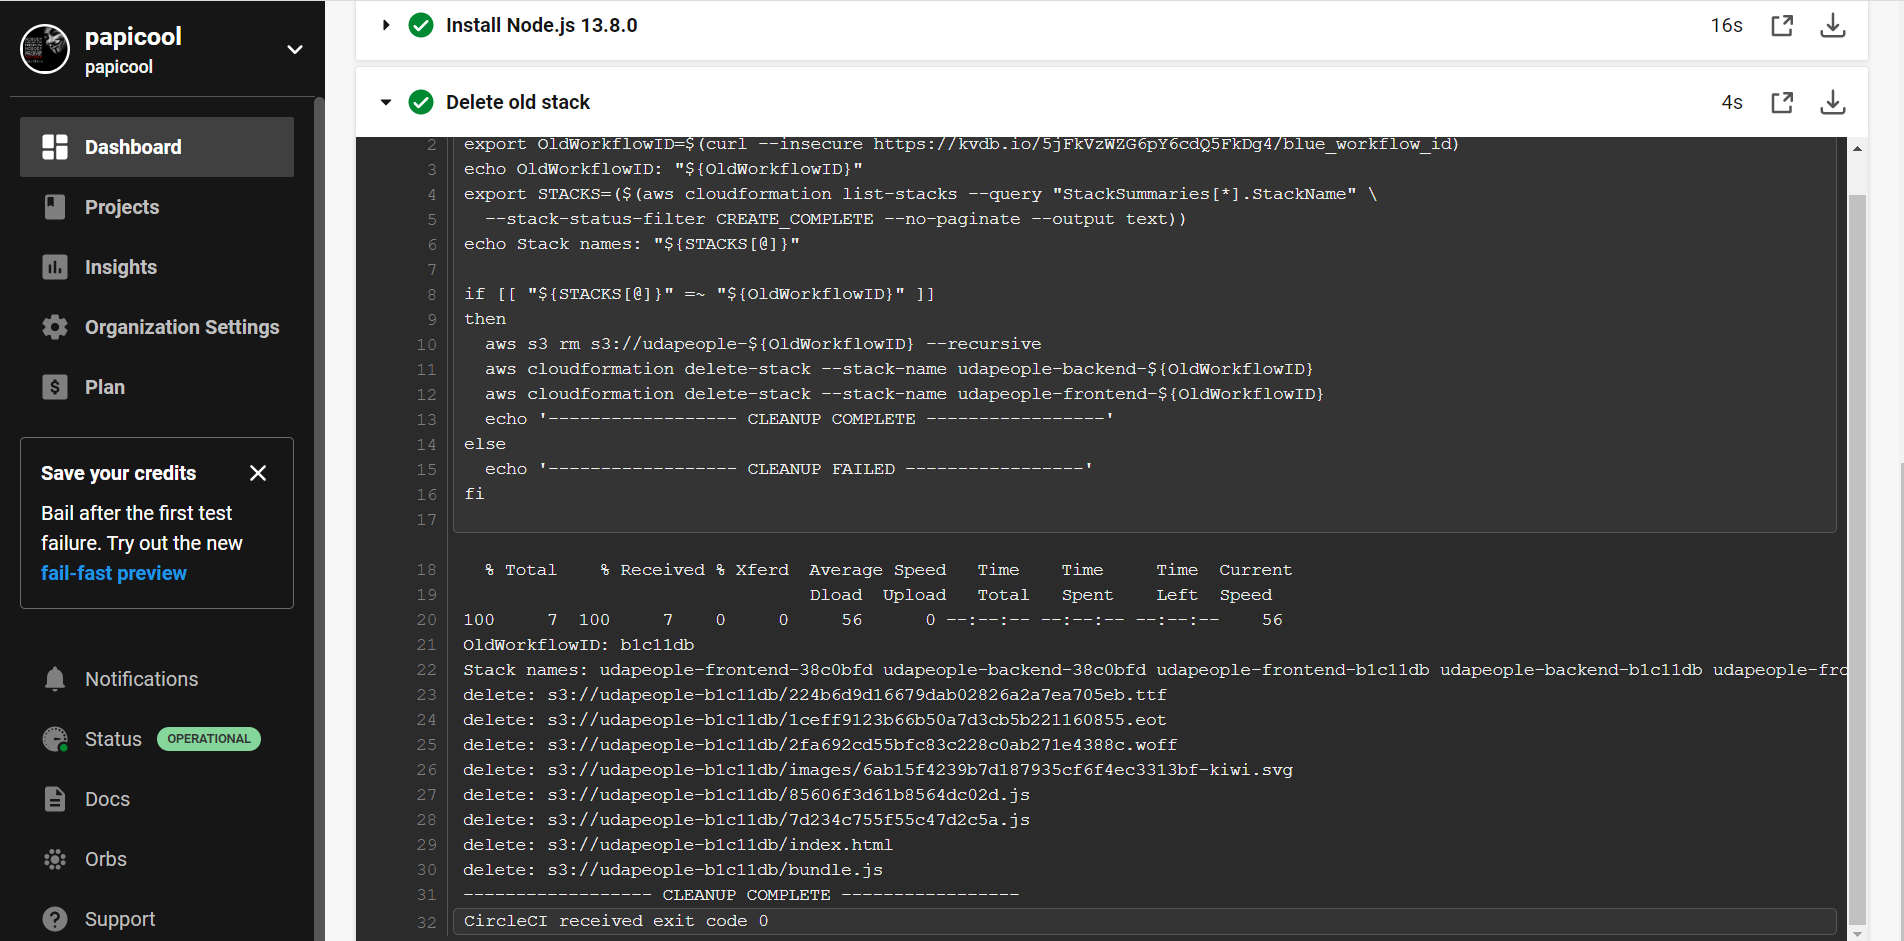 papicool
papicool
Dashboard
Projects
Insights
Organization Settings
Plan
Save your credits
Bail after the first test
failure. Try out the new
fail-fast preview
Notifications
Status OPERATIONAL
Docs
Orbs
Support
Install Node.js 13.8.0 16s
Delete old stack 4s
2 export OldWorkflowID=$(curl --insecure https://kvdb.io/5jFkVzWZG6pY6cdQ5FkDg4/blue_workflow_id)
3 echo OldWorkflowID: "${OldWorkflowID}"
4 export STACKS=($(aws cloudformation list-stacks --query "StackSummaries[*].StackName" \
5   --stack-status-filter CREATE_COMPLETE --no-paginate --output text))
6 echo Stack names: "${STACKS[@]}"
7
8 if [[ "${STACKS[@]}" =~ "${OldWorkflowID}" ]]
9 then
10   aws s3 rm s3://udapeople-${OldWorkflowID} --recursive
11   aws cloudformation delete-stack --stack-name udapeople-backend-${OldWorkflowID}
12   aws cloudformation delete-stack --stack-name udapeople-frontend-${OldWorkflowID}
13   echo '------------------ CLEANUP COMPLETE -----------------'
14 else
15   echo '------------------ CLEANUP FAILED -----------------'
16 fi
17
18   % Total    % Received % Xferd  Average Speed   Time    Time     Time  Current
19                                  Dload  Upload   Total   Spent    Left  Speed
20 100     7  100     7    0     0     56      0 --:--:-- --:--:-- --:--:--    56
21 OldWorkflowID: b1c11db
22 Stack names: udapeople-frontend-38c0bfd udapeople-backend-38c0bfd udapeople-frontend-b1c11db udapeople-backend-b1c11db udapeople-fro
23 delete: s3://udapeople-b1c11db/224b6d9d16679dab02826a2a7ea705eb.ttf
24 delete: s3://udapeople-b1c11db/1ceff9123b66b50a7d3cb5b221160855.eot
25 delete: s3://udapeople-b1c11db/2fa692cd55bfc83c228c0ab271e4388c.woff
26 delete: s3://udapeople-b1c11db/images/6ab15f4239b7d187935cf6f4ec3313bf-kiwi.svg
27 delete: s3://udapeople-b1c11db/85606f3d61b8564dc02d.js
28 delete: s3://udapeople-b1c11db/7d234c755f55c47d2c5a.js
29 delete: s3://udapeople-b1c11db/index.html
30 delete: s3://udapeople-b1c11db/bundle.js
31 ------------------ CLEANUP COMPLETE -----------------
32 CircleCI received exit code 0